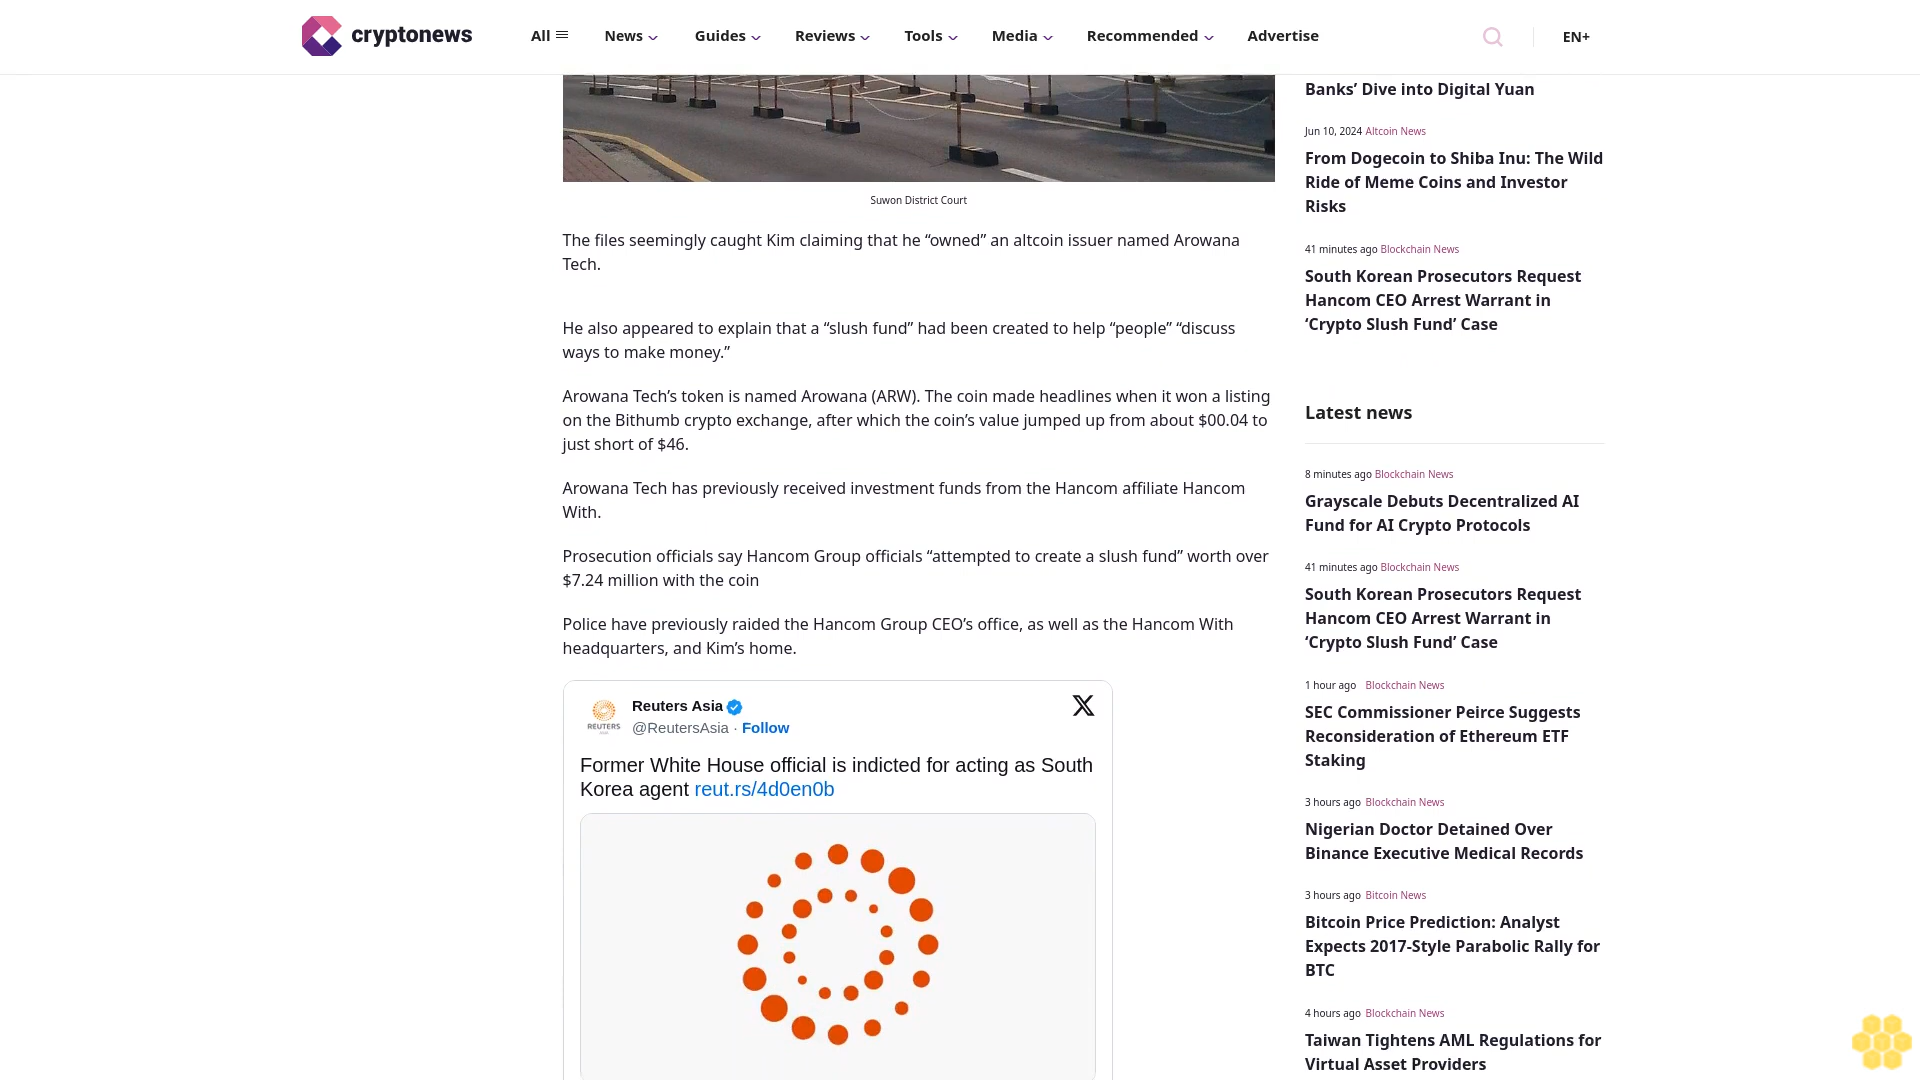 cryptonews
All
News
Guides
Reviews
Tools
Media
Recommended
Advertise
EN+
Suwon District Court
The files seemingly caught Kim claiming that he “owned” an altcoin issuer named Arowana
Tech.
He also appeared to explain that a “slush fund” had been created to help “people” “discuss
ways to make money.”
Arowana Tech’s token is named Arowana (ARW). The coin made headlines when it won a listing
on the Bithumb crypto exchange, after which the coin’s value jumped up from about $00.04 to
just short of $46.
Arowana Tech has previously received investment funds from the Hancom affiliate Hancom
With.
Prosecution officials say Hancom Group officials “attempted to create a slush fund” worth over
$7.24 million with the coin
Police have previously raided the Hancom Group CEO’s office, as well as the Hancom With
headquarters, and Kim’s home.
Reuters Asia
@ReutersAsia · Follow
REUTERS
ASIA
Former White House official is indicted for acting as South
Korea agent reut.rs/4d0en0b
Banks’ Dive into Digital Yuan
Jun 10, 2024 Altcoin News
From Dogecoin to Shiba Inu: The Wild
Ride of Meme Coins and Investor
Risks
41 minutes ago Blockchain News
South Korean Prosecutors Request
Hancom CEO Arrest Warrant in
‘Crypto Slush Fund’ Case
Latest news
8 minutes ago Blockchain News
Grayscale Debuts Decentralized AI
Fund for AI Crypto Protocols
41 minutes ago Blockchain News
South Korean Prosecutors Request
Hancom CEO Arrest Warrant in
‘Crypto Slush Fund’ Case
1 hour ago Blockchain News
SEC Commissioner Peirce Suggests
Reconsideration of Ethereum ETF
Staking
3 hours ago Blockchain News
Nigerian Doctor Detained Over
Binance Executive Medical Records
3 hours ago Bitcoin News
Bitcoin Price Prediction: Analyst
Expects 2017-Style Parabolic Rally for
BTC
4 hours ago Blockchain News
Taiwan Tightens AML Regulations for
Virtual Asset Providers